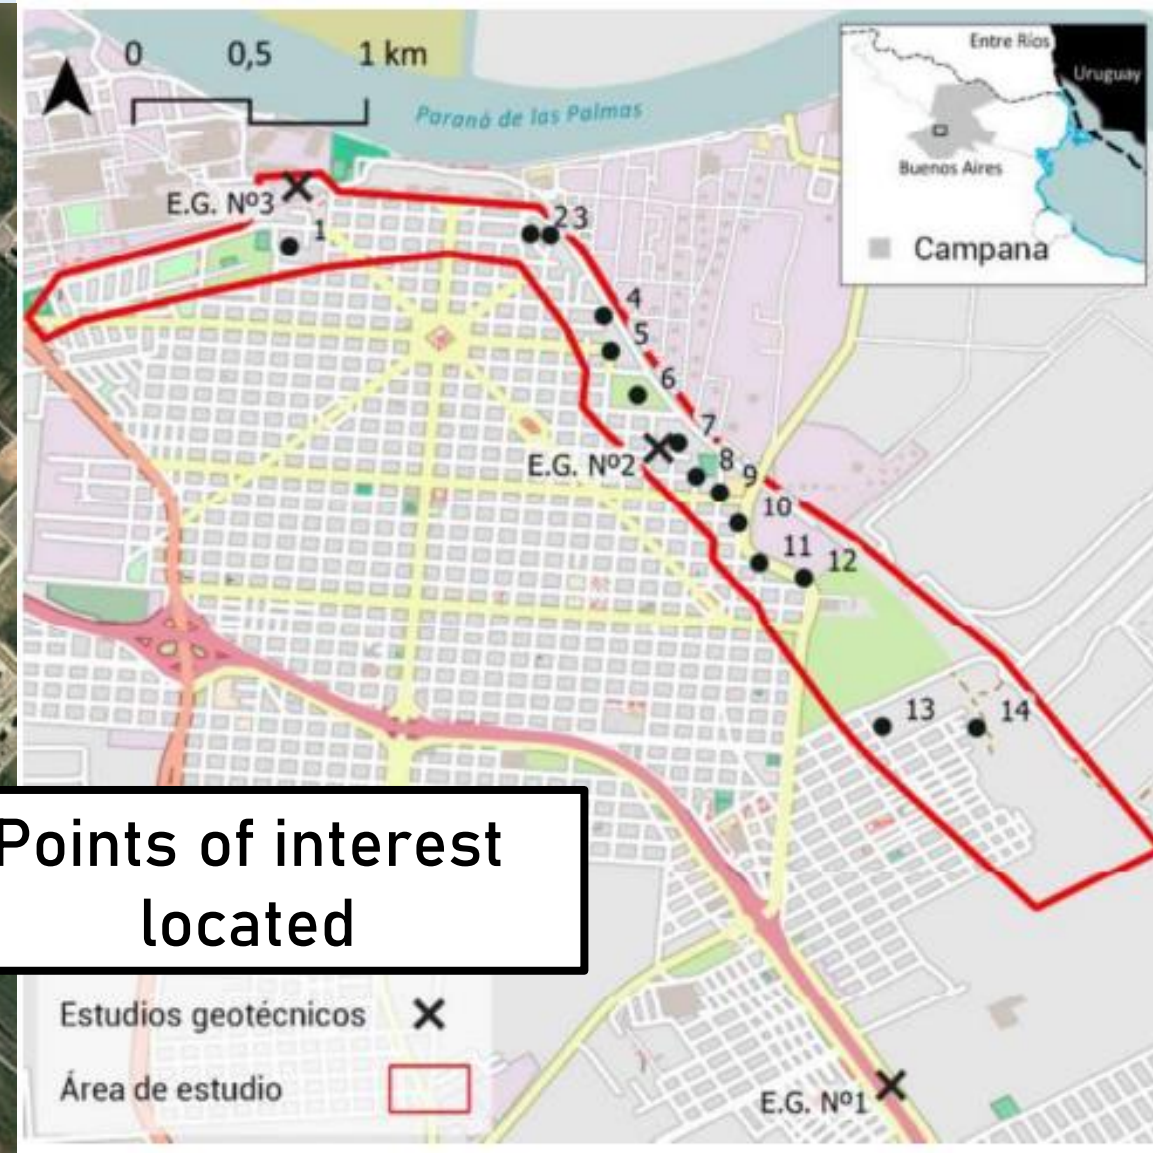 0 0,5 1 km
Paraná de las Palmas
Entre Ríos
Uruguay
Buenos Aires
Campana
E.G. Nº3
1
2 3
4
5
6
7
E.G. Nº2
8
9
10
11
12
13
14
Points of interest
located
Estudios geotécnicos
Área de estudio
E.G. Nº1